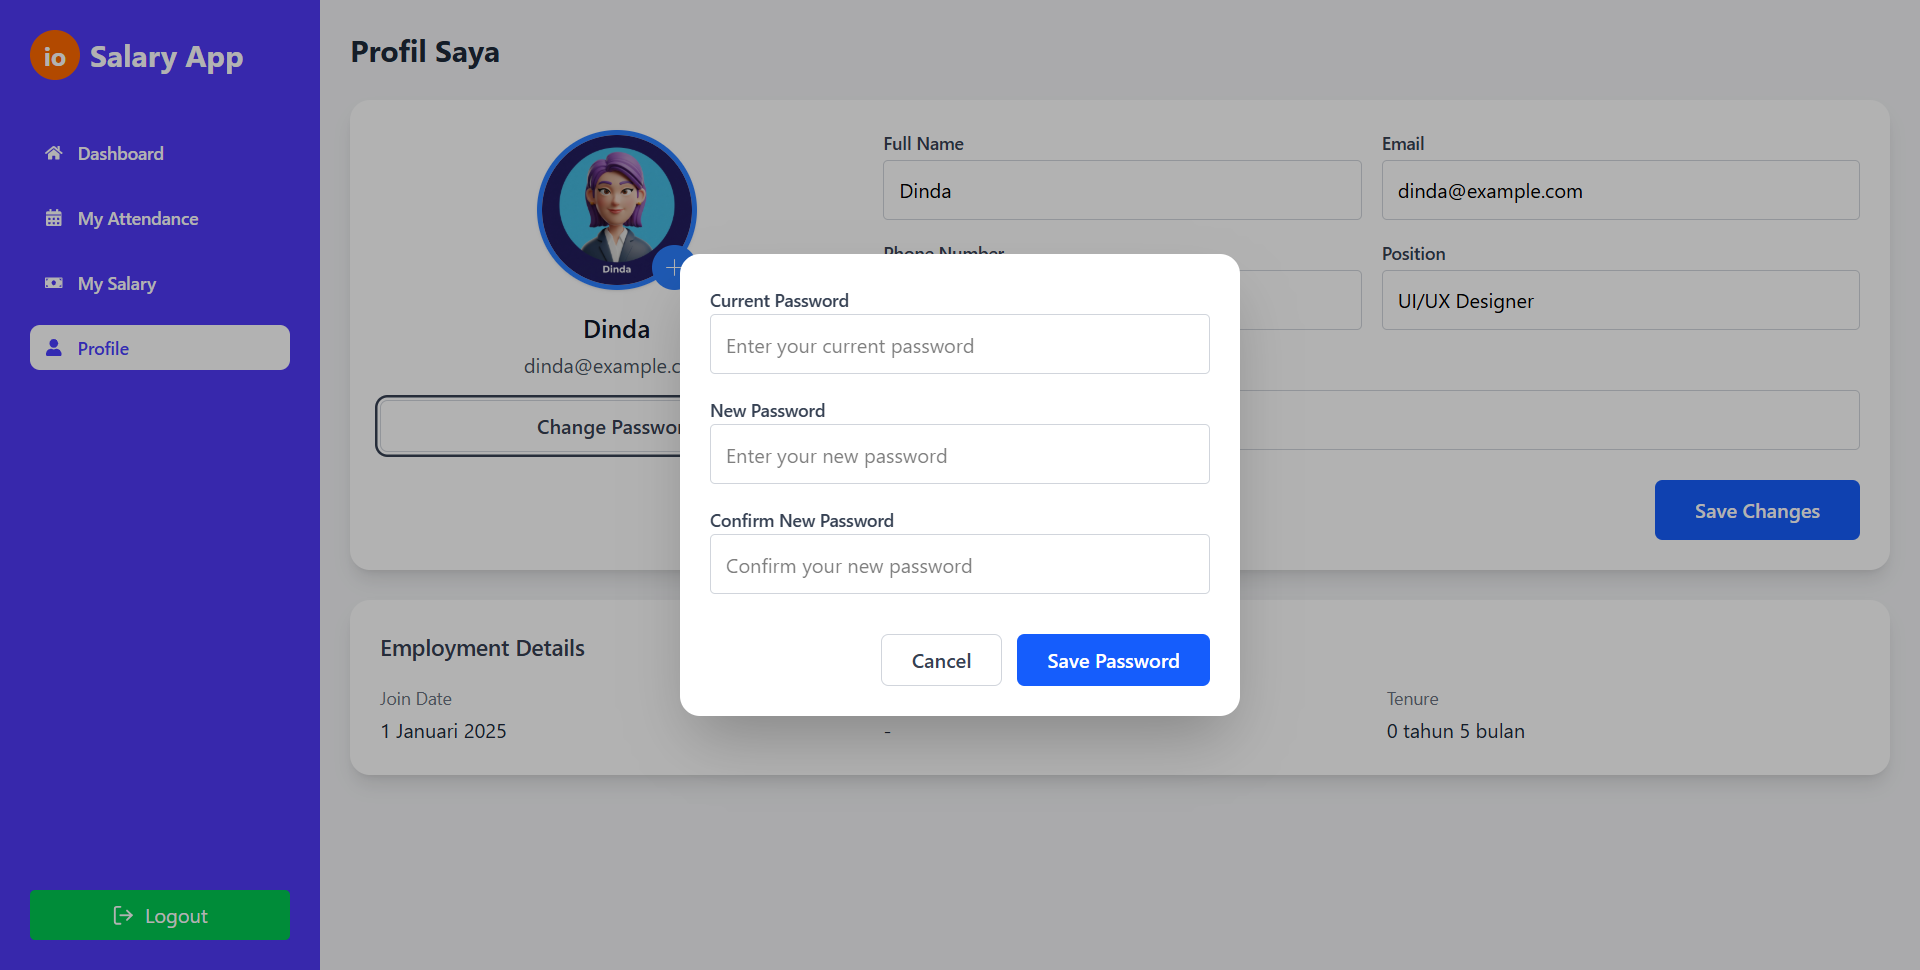 io Salary App
Dashboard
My Attendance
My Salary
Profile
Logout
Profil Saya
Dinda
Dinda
dinda@example.c
Change Passwor
Full Name
Dinda
Email
dinda@example.com
Phone Number
Position
UI/UX Designer
Save Changes
Current Password
Enter your current password
New Password
Enter your new password
Confirm New Password
Confirm your new password
Cancel
Save Password
Employment Details
Join Date
1 Januari 2025
-
Tenure
0 tahun 5 bulan